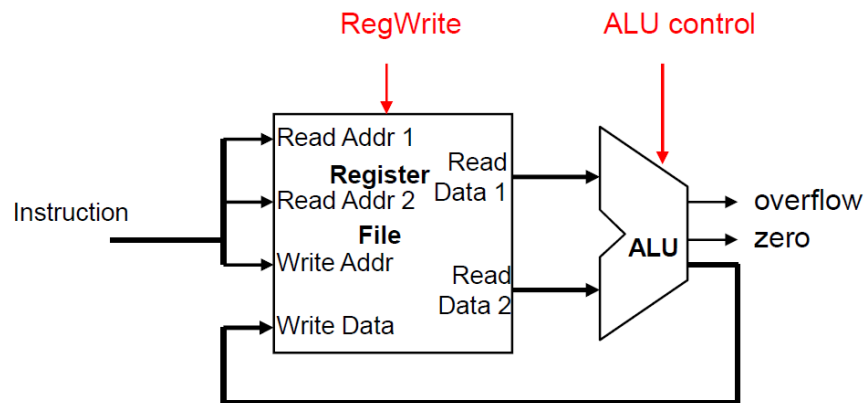 RegWrite
ALU control
Read Addr 1
Register
Read Addr 2
File
Write Addr
Write Data
Read
Data 1
Read
Data 2
Instruction
ALU
overflow
zero